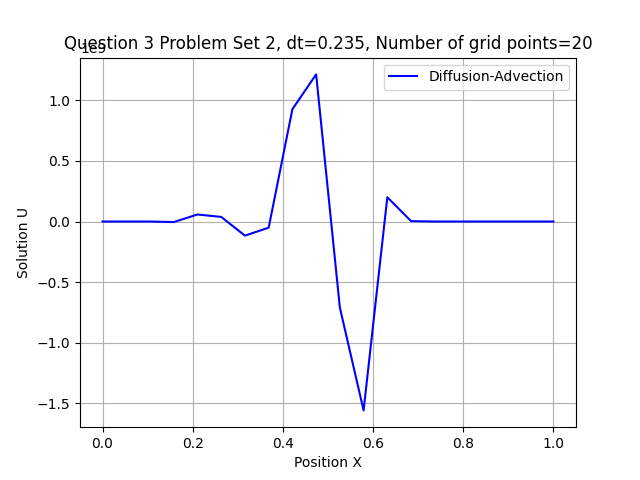 Question 3 Problem Set 2, dt=0.235, Number of grid points=20
1e9
Diffusion-Advection
1.0
0.5
0.0
−0.5
−1.0
−1.5
Solution U
0.0 0.2 0.4 0.6 0.8 1.0
Position X